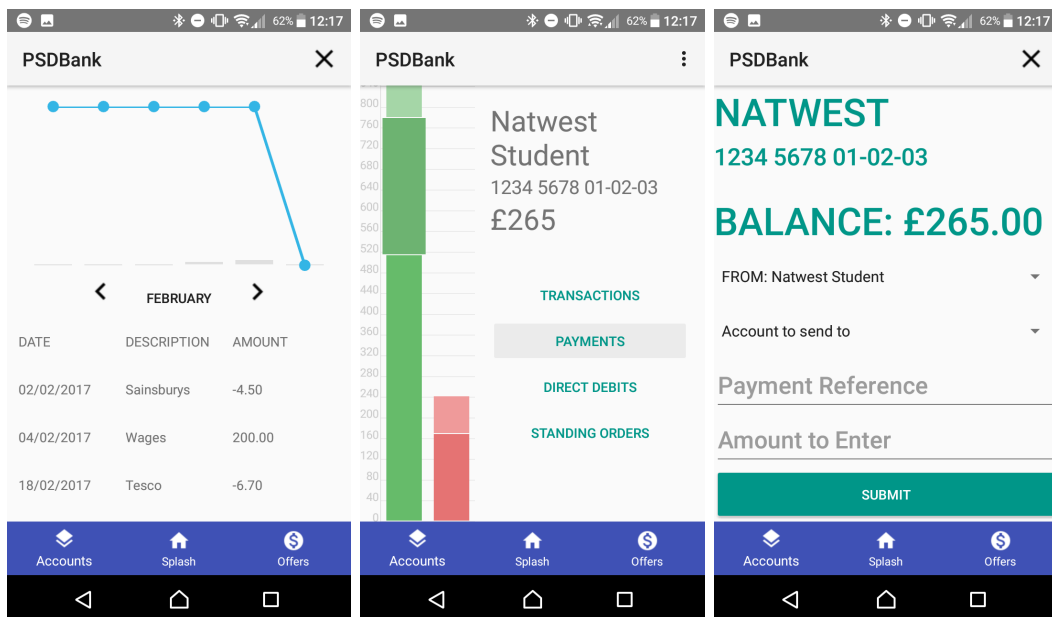 62% 12:17
PSDBank
FEBRUARY
DATE DESCRIPTION AMOUNT
02/02/2017 Sainsburys -4.50
04/02/2017 Wages 200.00
18/02/2017 Tesco -6.70
Accounts Splash Offers
62% 12:17
PSDBank
800
760
720
680
640
600
560
520
480
440
400
360
320
280
240
200
160
120
80
40
0
Natwest
Student
1234 5678 01-02-03
£265
TRANSACTIONS
PAYMENTS
DIRECT DEBITS
STANDING ORDERS
Accounts Splash Offers
62% 12:17
PSDBank
NATWEST
1234 5678 01-02-03
BALANCE: £265.00
FROM: Natwest Student
Account to send to
Payment Reference
Amount to Enter
SUBMIT
Accounts Splash Offers